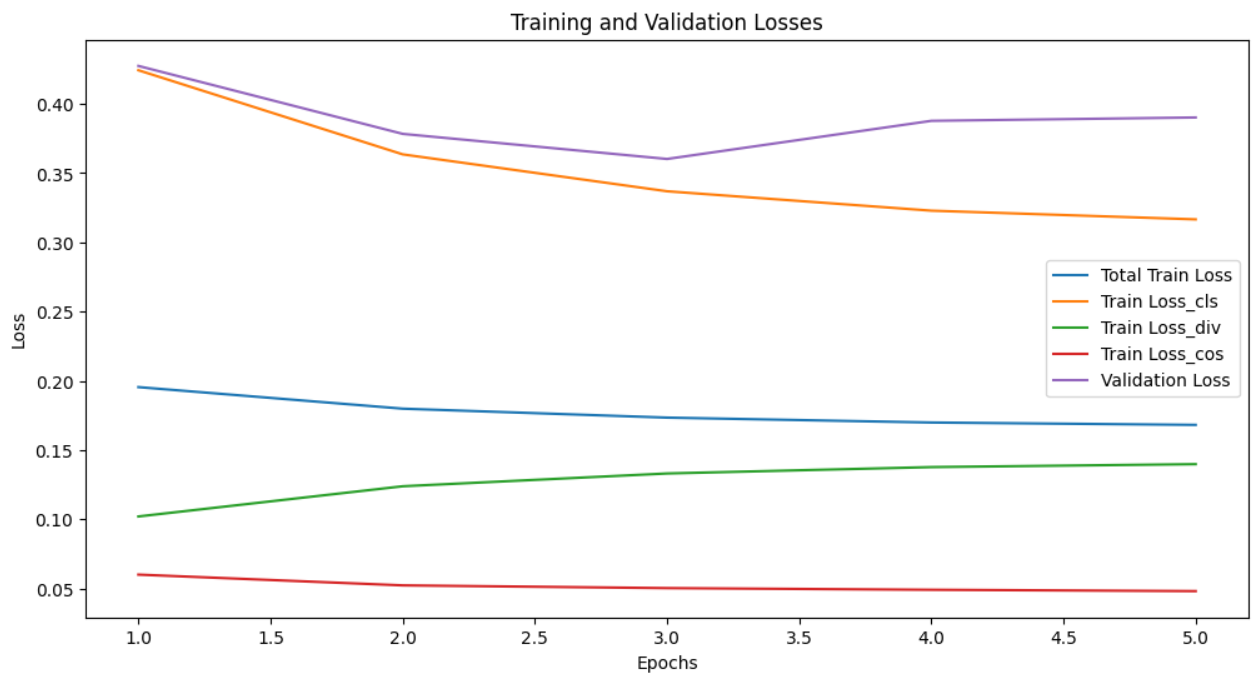 Training and Validation Losses
Loss
0.40
0.35
0.30
0.25
0.20
0.15
0.10
0.05
Total Train Loss
Train Loss_cls
Train Loss_div
Train Loss_cos
Validation Loss
1.0 1.5 2.0 2.5 3.0 3.5 4.0 4.5 5.0
Epochs